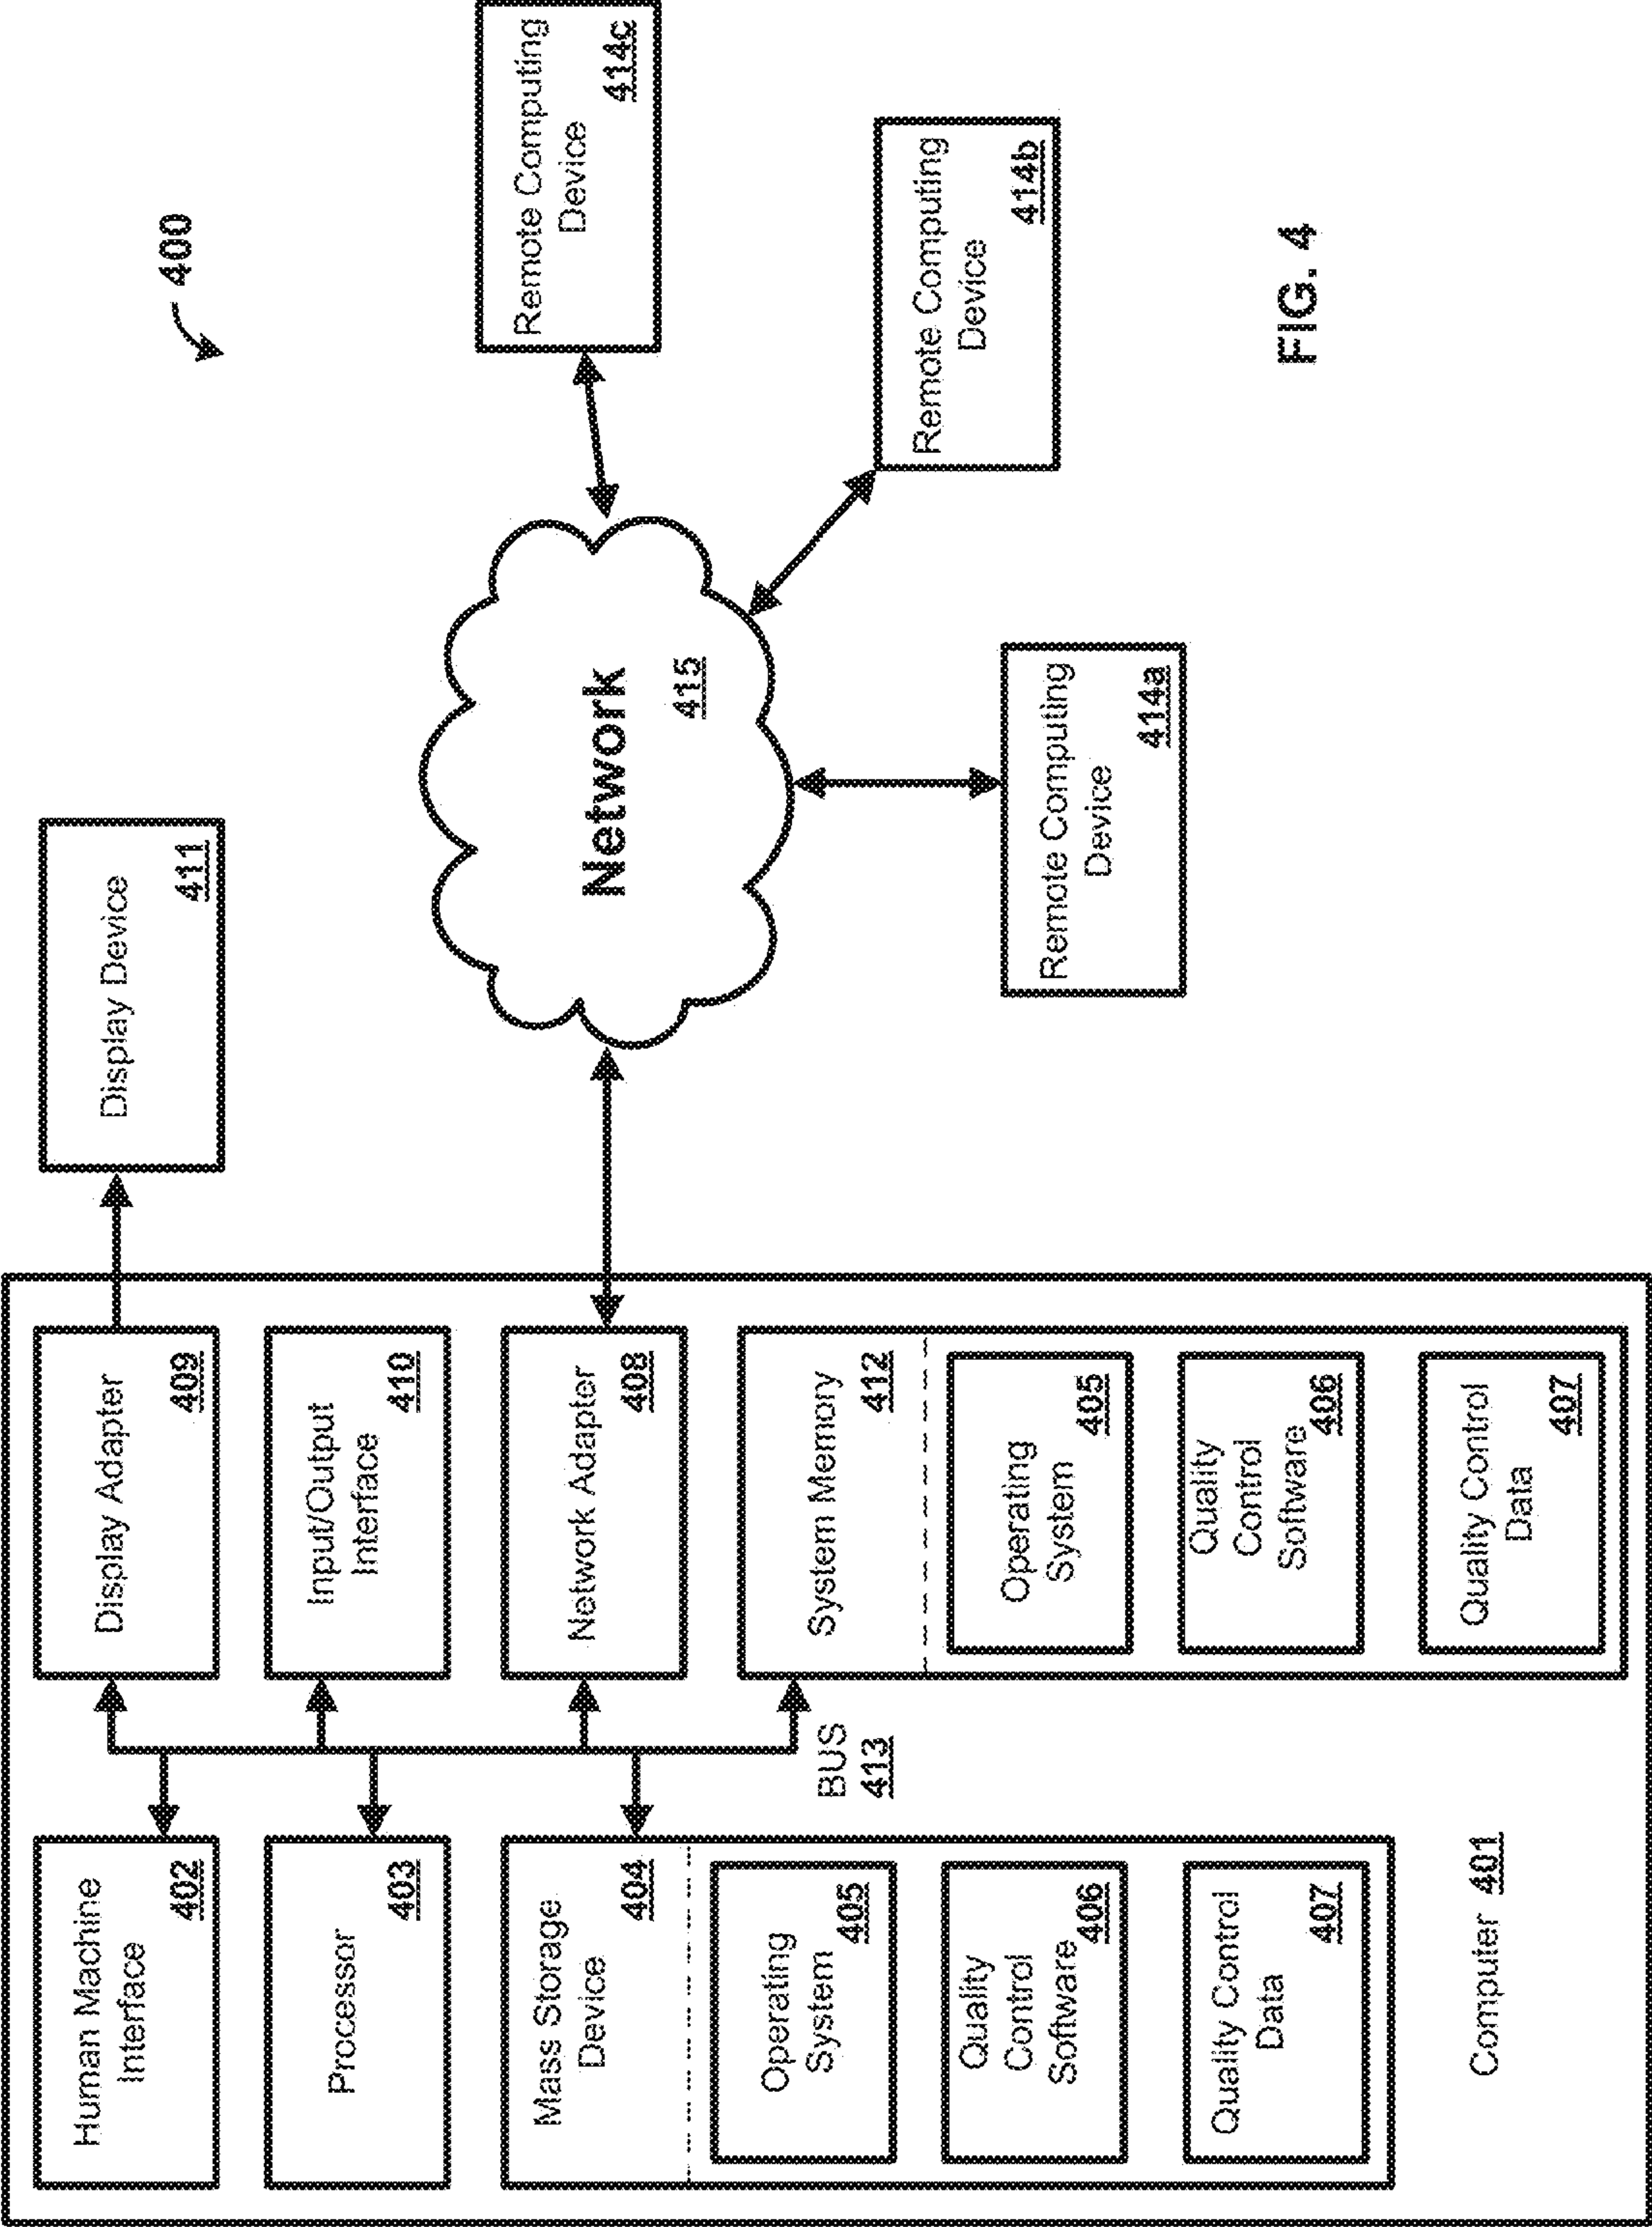 400
Human Machine
Interface
402
Display Adapter
409
Display Device
411
Processor
403
Input/Output
Interface
410
Mass Storage
Device
404
Network Adapter
408
Network
415
Remote Computing
Device
414c
Operating
System
405
System Memory
412
BUS
413
Quality
Control
Software
406
Operating
System
405
Remote Computing
Device
414b
Quality Control
Data
407
Quality
Control
Software
406
Remote Computing
Device
414a
Computer 401
Quality Control
Data
407
FIG. 4